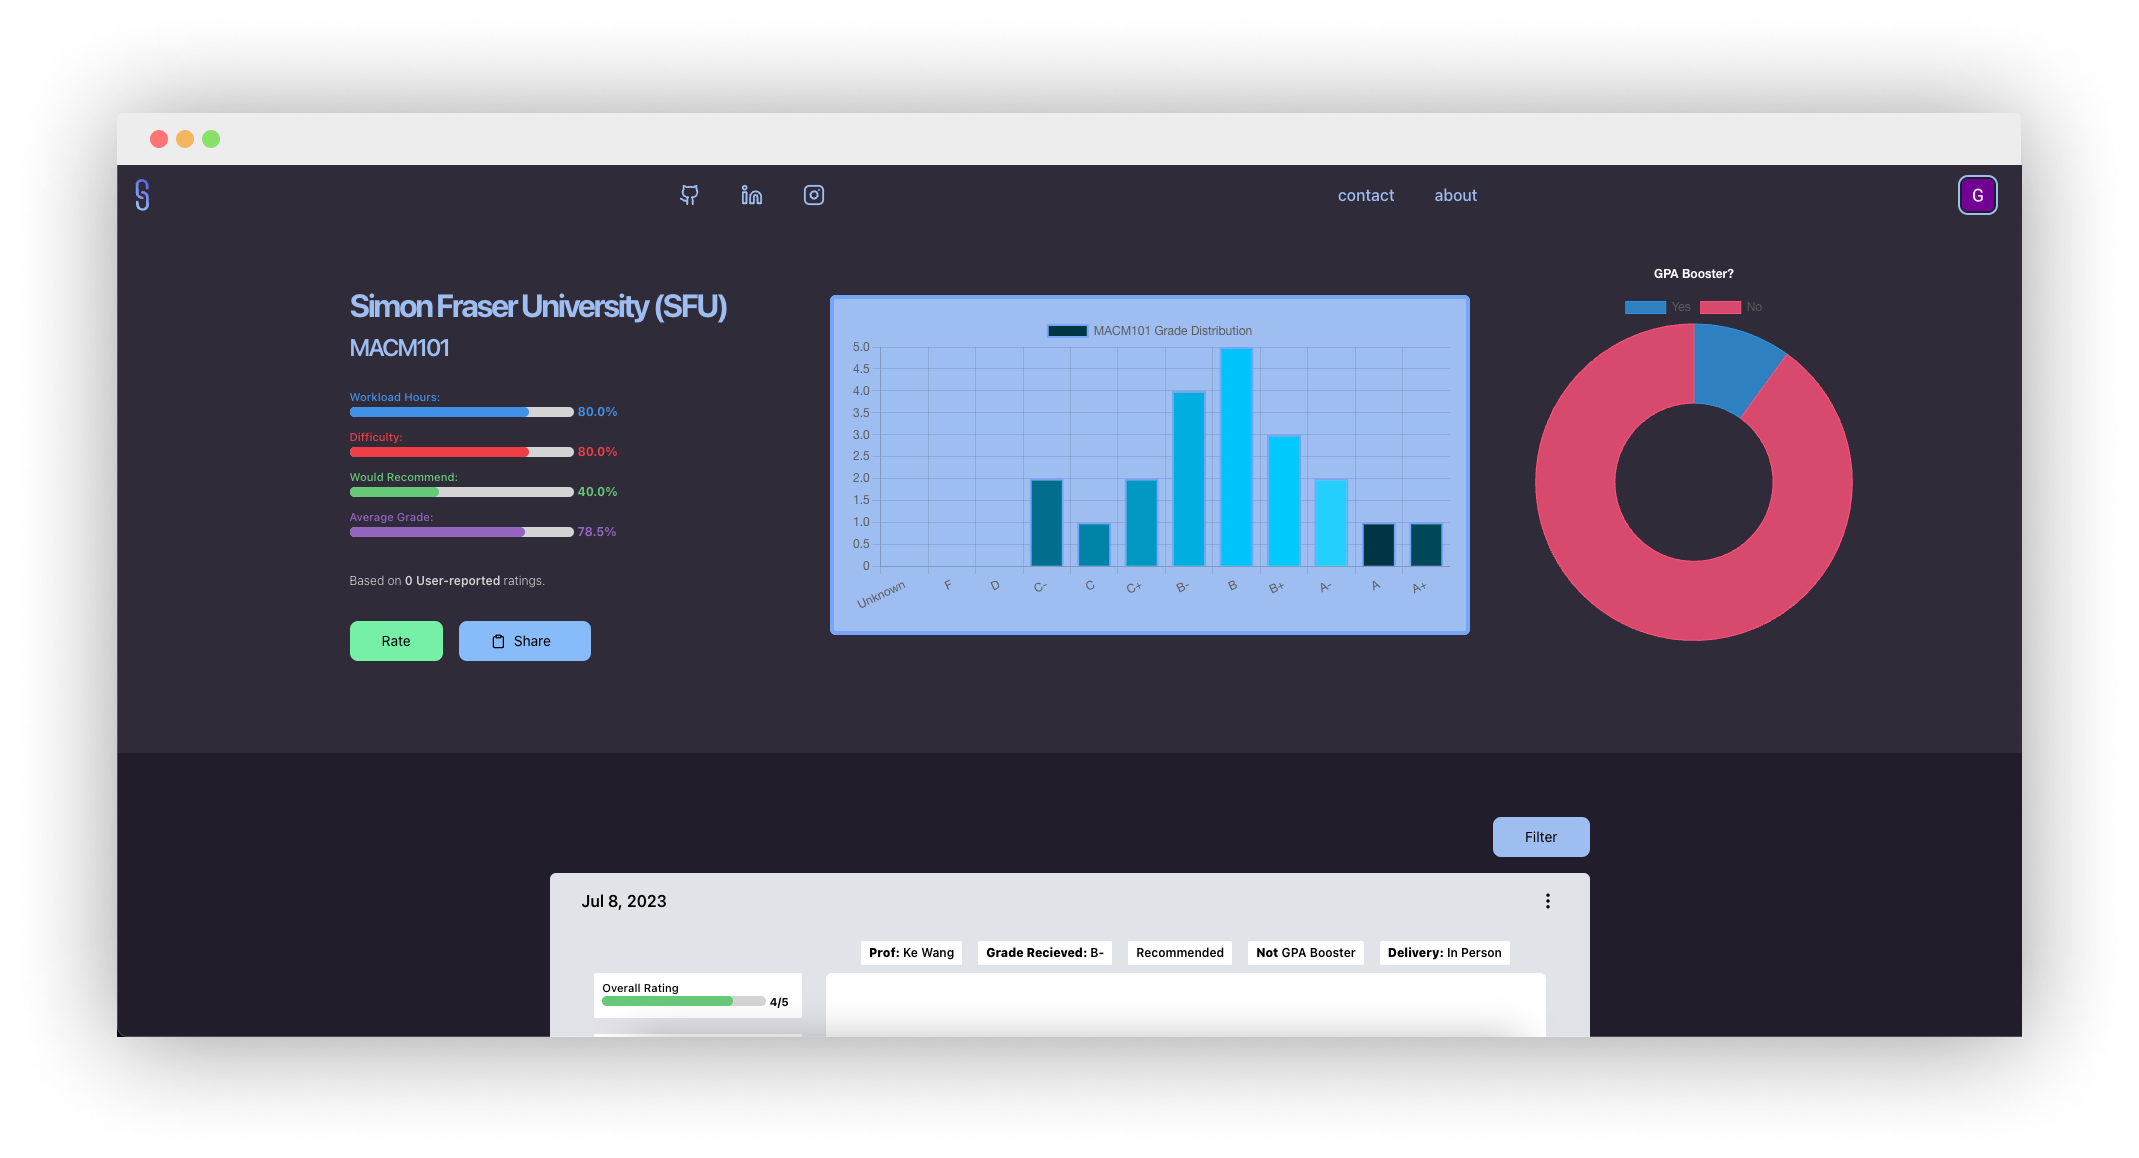 contact about
G
Simon Fraser University (SFU)
MACM101
Workload Hours:
80.0%
Difficulty:
80.0%
Would Recommend:
40.0%
Average Grade:
78.5%
Based on 0 User-reported ratings.
Rate
Share
MACM101 Grade Distribution
5.0
4.5
4.0
3.5
3.0
2.5
2.0
1.5
1.0
0.5
0
Unknown F D C- C C+ B- B B+ A- A A+
GPA Booster?
Yes No
Filter
Jul 8, 2023
Prof: Ke Wang Grade Recieved: B- Recommended Not GPA Booster Delivery: In Person
Overall Rating
4/5